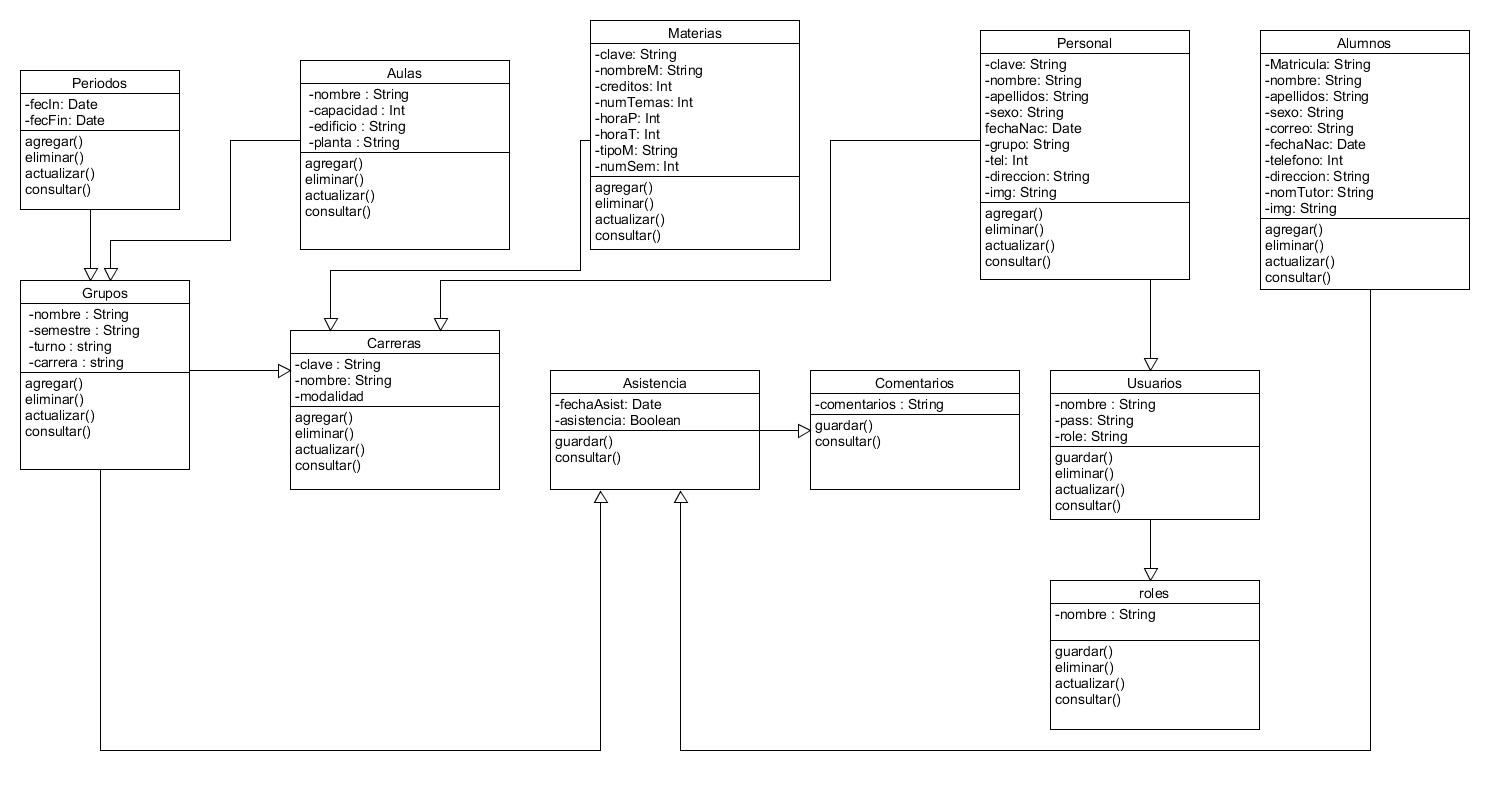 Periodos
-fecIn: Date
-fecFin: Date
agregar()
eliminar()
actualizar()
consultar()
Aulas
-nombre : String
-capacidad : Int
-edificio : String
-planta : String
agregar()
eliminar()
actualizar()
consultar()
Materias
-clave: String
-nombreM: String
-creditos: Int
-numTemas: Int
-horaP: Int
-horaT: Int
-tipoM: String
-numSem: Int
agregar()
eliminar()
actualizar()
consultar()
Personal
-clave: String
-nombre: String
-apellidos: String
-sexo: String
fechaNac: Date
-grupo: String
-tel: Int
-direccion: String
-img: String
agregar()
eliminar()
actualizar()
consultar()
Alumnos
-Matricula: String
-nombre: String
-apellidos: String
-sexo: String
-correo: String
-fechaNac: Date
-telefono: Int
-direccion: String
-nomTutor: String
-img: String
agregar()
eliminar()
actualizar()
consultar()
Grupos
-nombre : String
-semestre : String
-turno : string
-carrera : string
agregar()
eliminar()
actualizar()
consultar()
Carreras
-clave : String
-nombre: String
-modalidad
agregar()
eliminar()
actualizar()
consultar()
Asistencia
-fechaAsist: Date
-asistencia: Boolean
guardar()
consultar()
Comentarios
-comentarios : String
guardar()
consultar()
Usuarios
-nombre : String
-pass: String
-role: String
guardar()
eliminar()
actualizar()
consultar()
roles
-nombre : String
guardar()
eliminar()
actualizar()
consultar()